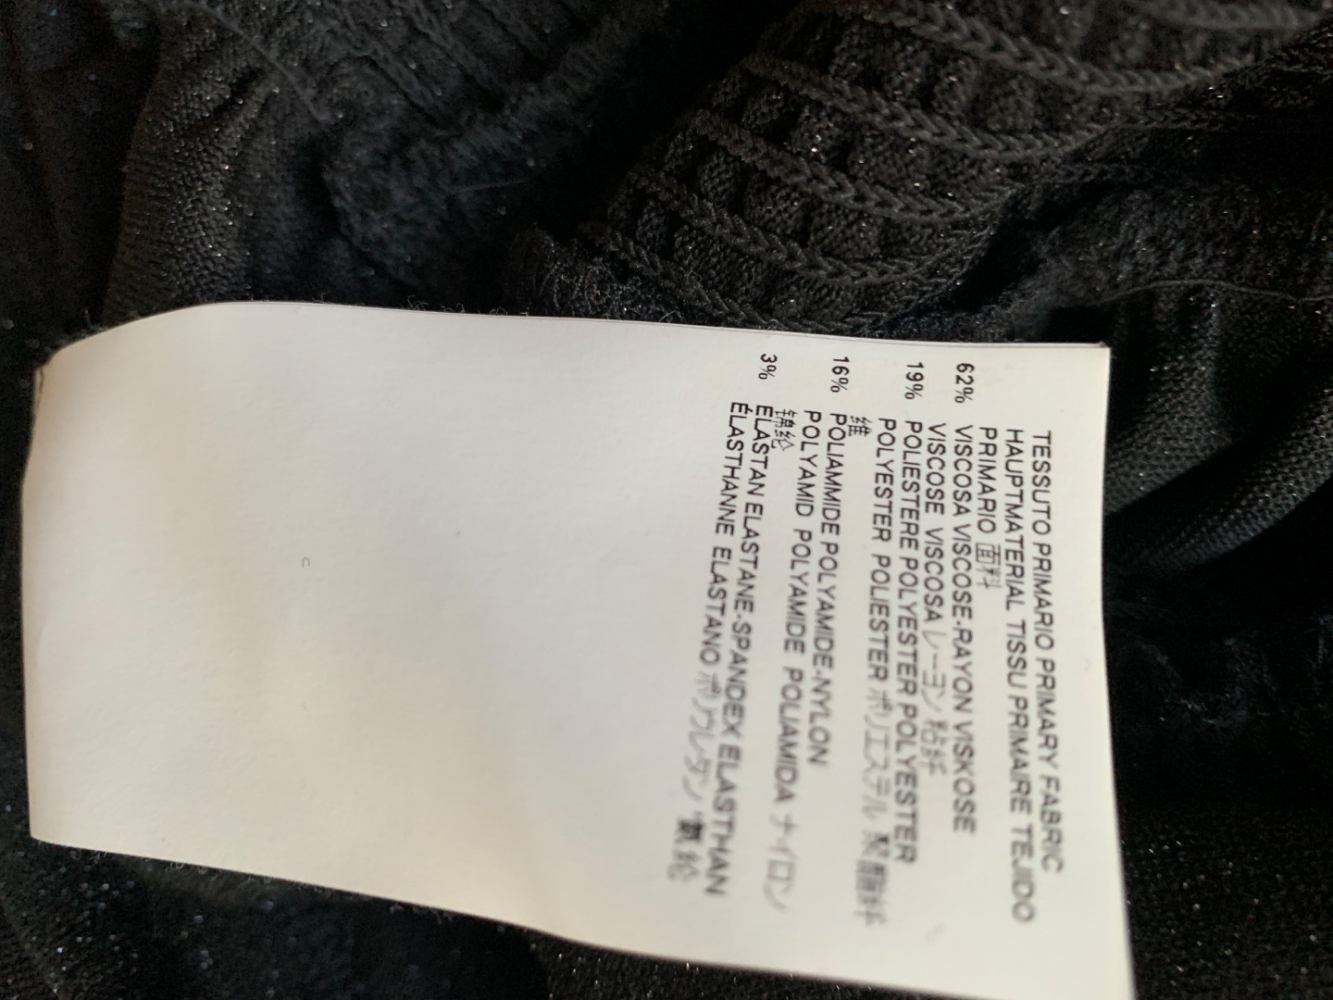 TESSUTO PRIMARIO PRIMARY FABRIC
HAUPTMATERIAL TISSU PRIMAIRE TEJIDO
PRIMARIO 面料
62% VISCOSA VISCOSE-RAYON VISKOSE
VISCOSE VISCOSA レーヨン 粘纤
19% POLIESTERE POLYESTER POLYESTER
POLYESTER POLIESTER ポリエステル 聚酯纤
维
16% POLIAMMIDE POLYAMIDE-NYLON
POLYAMID POLYAMIDE POLIAMIDA ナイロン
锦纶
3% ELASTAN ELASTANE-SPANDEX ELASTHAN
ÉLASTHANNE ELASTANO ポリウレタン 氨纶